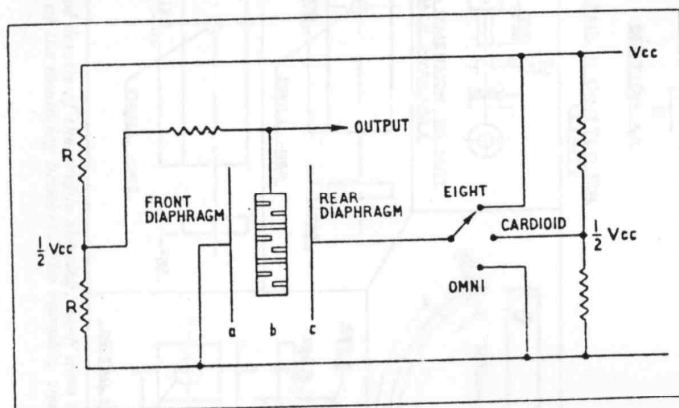 Vcc
OUTPUT
R
FRONT
DIAPHRAGM
REAR
DIAPHRAGM
EIGHT
CARDIOID
½ Vcc
½ Vcc
OMNI
R
a b c